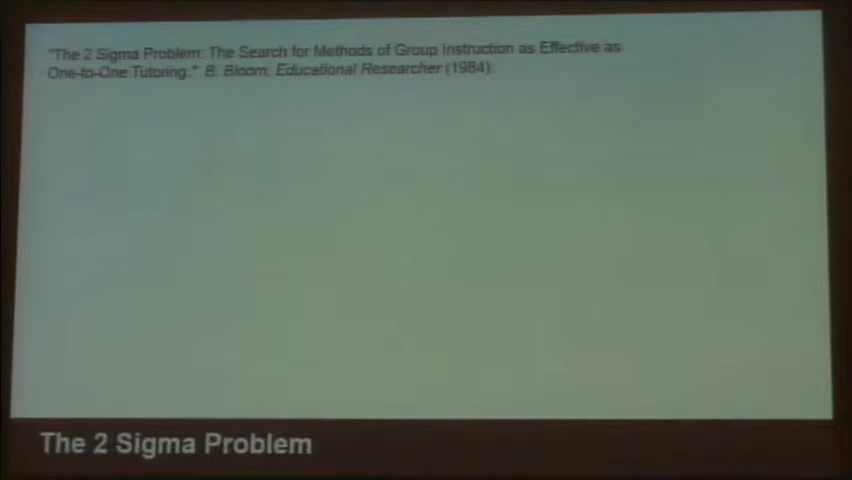 "The 2 Sigma Problem: The Search for Methods of Group Instruction as Effective as
One-to-One Tutoring." B. Bloom, Educational Researcher (1984).
The 2 Sigma Problem